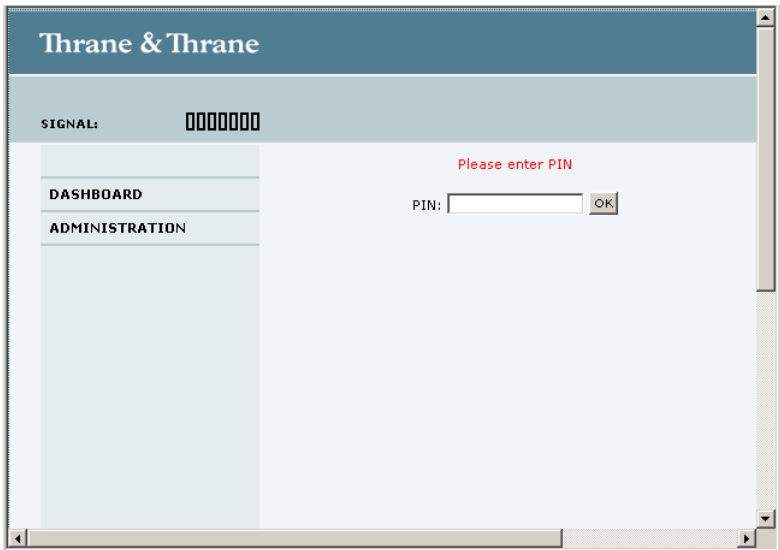 Thrane & Thrane
SIGNAL:
Please enter PIN
DASHBOARD
PIN: OK
ADMINISTRATION